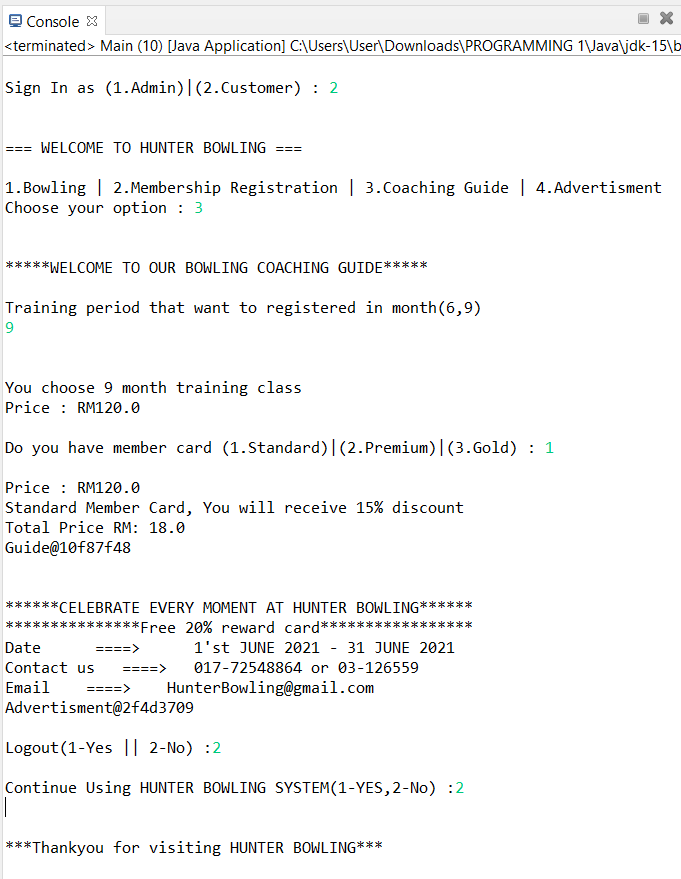 Console
<terminated> Main (10) [Java Application] C:\Users\User\Downloads\PROGRAMMING 1\Java\jdk-15\b
Sign In as (1.Admin)|(2.Customer) : 2
=== WELCOME TO HUNTER BOWLING ===
1.Bowling | 2.Membership Registration | 3.Coaching Guide | 4.Advertisment
Choose your option : 3
*****WELCOME TO OUR BOWLING COACHING GUIDE*****
Training period that want to registered in month(6,9)
9
You choose 9 month training class
Price : RM120.0
Do you have member card (1.Standard)|(2.Premium)|(3.Gold) : 1
Price : RM120.0
Standard Member Card, You will receive 15% discount
Total Price RM: 18.0
Guide@10f87f48
******CELEBRATE EVERY MOMENT AT HUNTER BOWLING******
***************Free 20% reward card*****************
Date      ====>      1'st JUNE 2021 - 31 JUNE 2021
Contact us   ====>   017-72548864 or 03-126559
Email    ====>    HunterBowling@gmail.com
Advertisment@2f4d3709
Logout(1-Yes || 2-No) :2
Continue Using HUNTER BOWLING SYSTEM(1-YES,2-No) :2
***Thankyou for visiting HUNTER BOWLING***